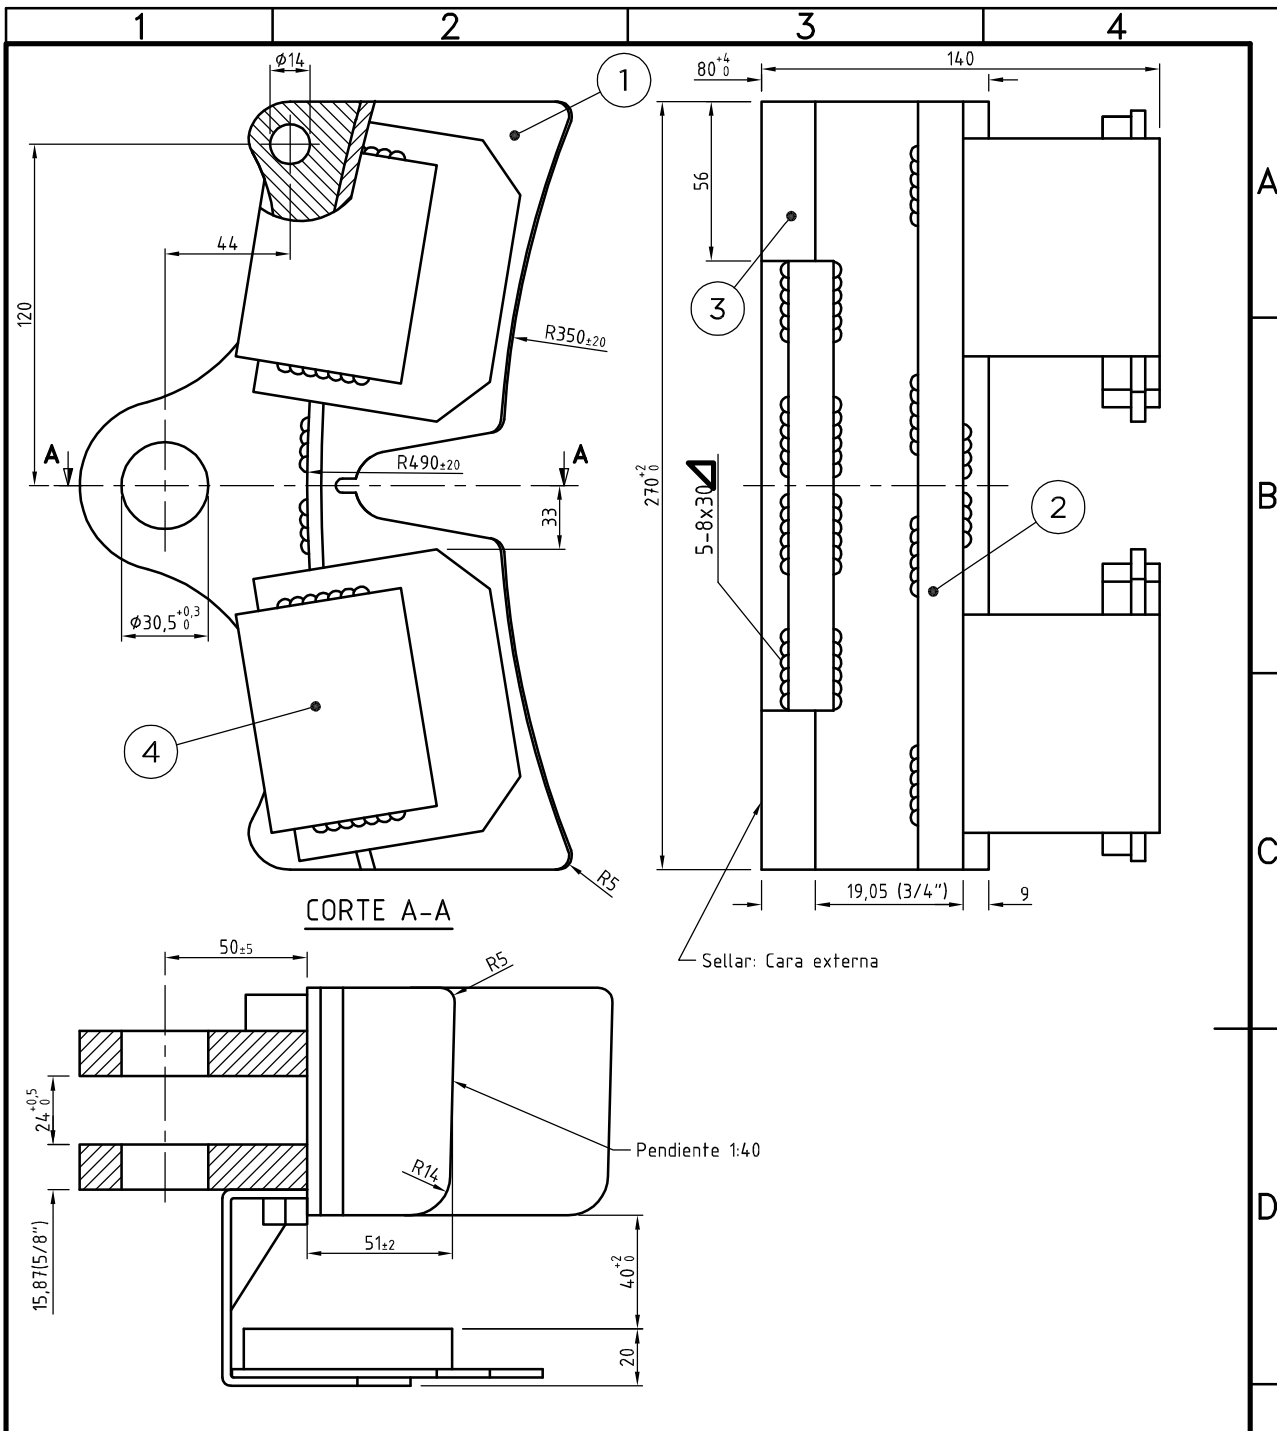 1 2 3 4
A
B
C
D
Ø14
1
80 +4 0
140
56
3
120
44
R350±20
A A
R490±20
270 +2 0
5-8x30
33
2
Ø30,5 +0,3 0
4
R5
19,05 (3/4")
9
CORTE A-A
Sellar: Cara externa
50±5
R5
24 +0,5 0
Pendiente 1:40
R14
51±2
40 +2 0
15,87(5/8")
20